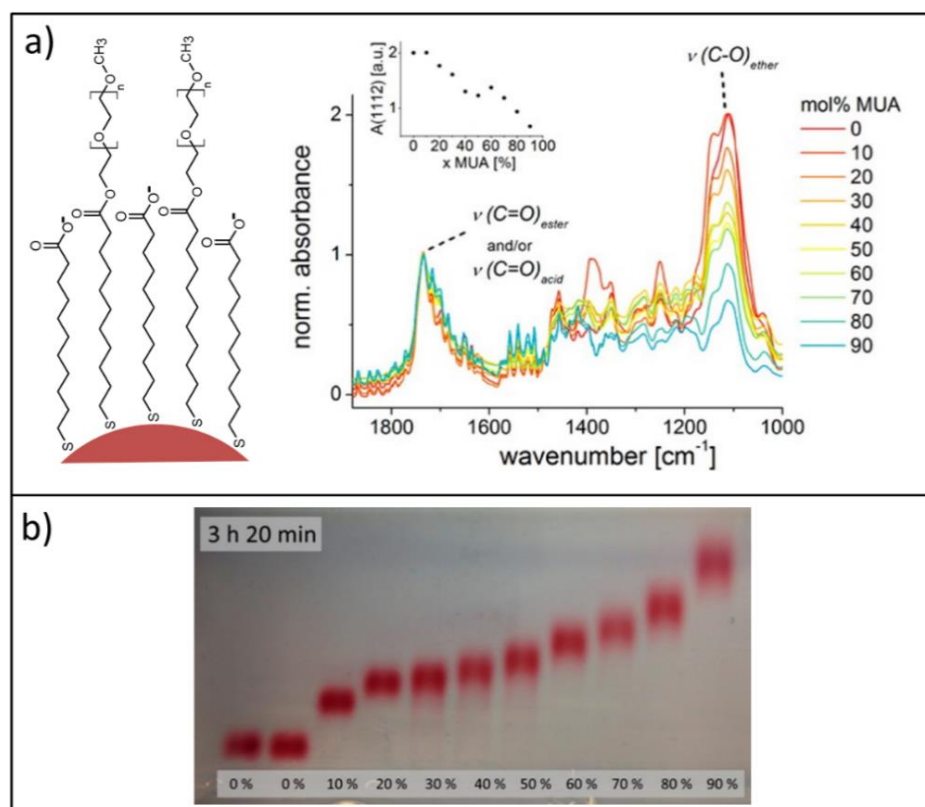 a)
CH3
O
n
O
O
O
O
-
O
O
-
O
O
O
-
S
S
S
S
S
CH3
O
n
O
O
O
A(1112) [a.u.]
2
1
0 20 40 60 80 100
x MUA [%]
ν (C-O)ether
ν (C=O)ester
and/or
ν (C=O)acid
norm. absorbance
2
1
0
1800 1600 1400 1200 1000
wavenumber [cm-1]
mol% MUA
0
10
20
30
40
50
60
70
80
90
b)
3 h 20 min
0 % 0 % 10 % 20 % 30 % 40 % 50 % 60 % 70 % 80 % 90 %